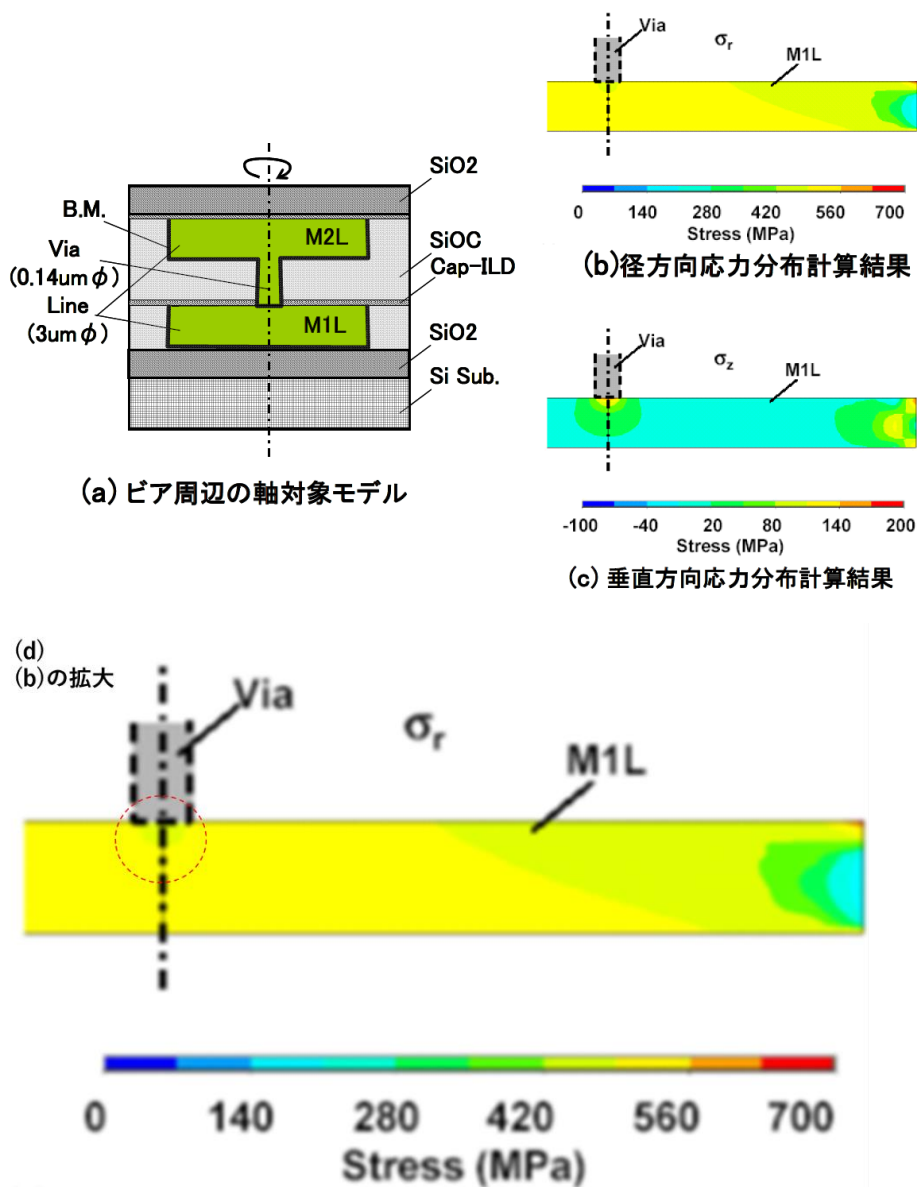 SiO2
B.M.
M2L
Via
(0.14umφ)
SiOC
Cap-ILD
Line
(3umφ)
M1L
SiO2
Si Sub.
(a) ビア周辺の軸対象モデル
Via
σr
M1L
0 140 280 420 560 700
Stress (MPa)
(b)径方向応力分布計算結果
Via
σz
M1L
-100 -40 20 80 140 200
Stress (MPa)
(c) 垂直方向応力分布計算結果
(d)
(b)の拡大
Via
σr
M1L
0 140 280 420 560 700
Stress (MPa)